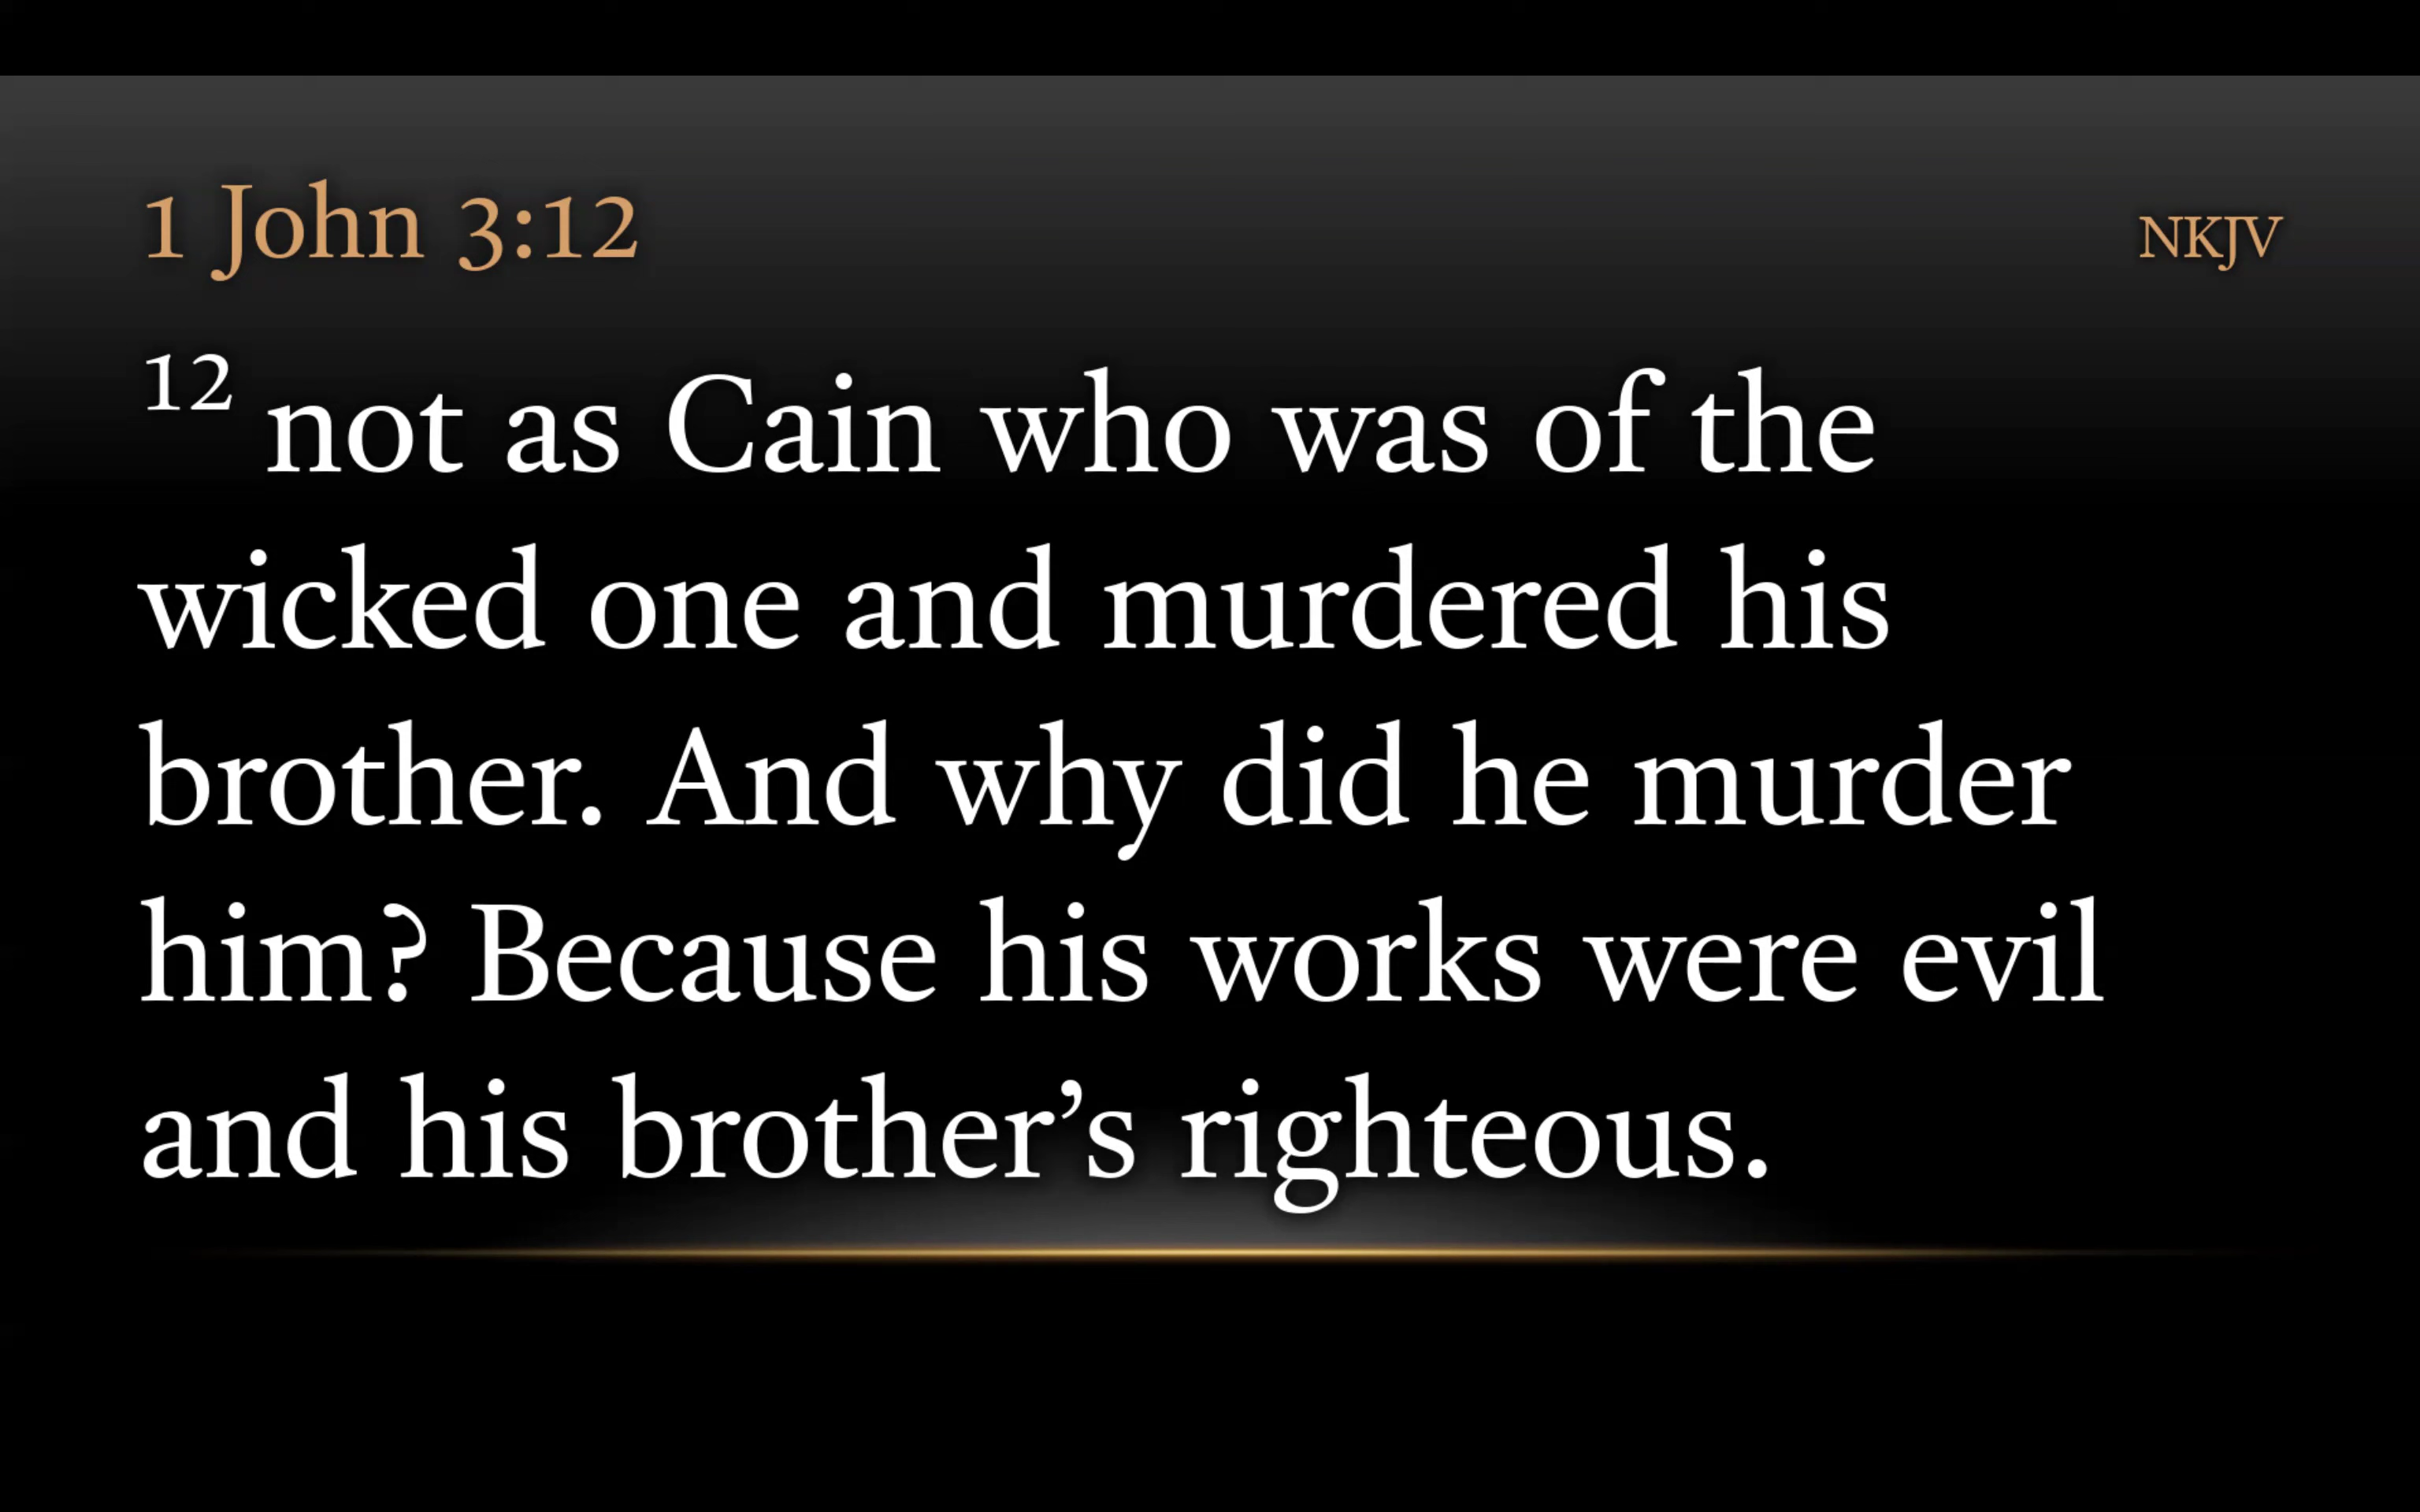 1 John 3:12
NKJV
12 not as Cain who was of the
wicked one and murdered his
brother. And why did he murder
him? Because his works were evil
and his brother’s righteous.